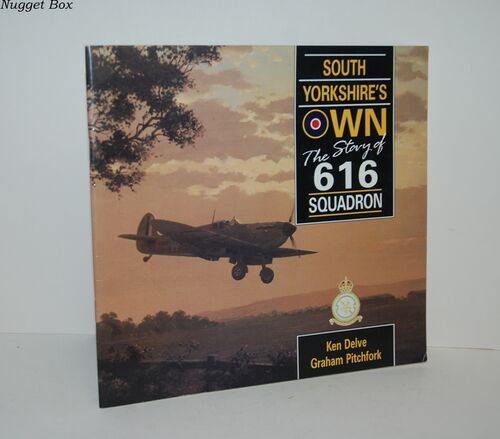 Nugget Box
SOUTH
YORKSHIRE'S
OWN
The Story of
616
SQUADRON
Ken Delve
Graham Pitchfork